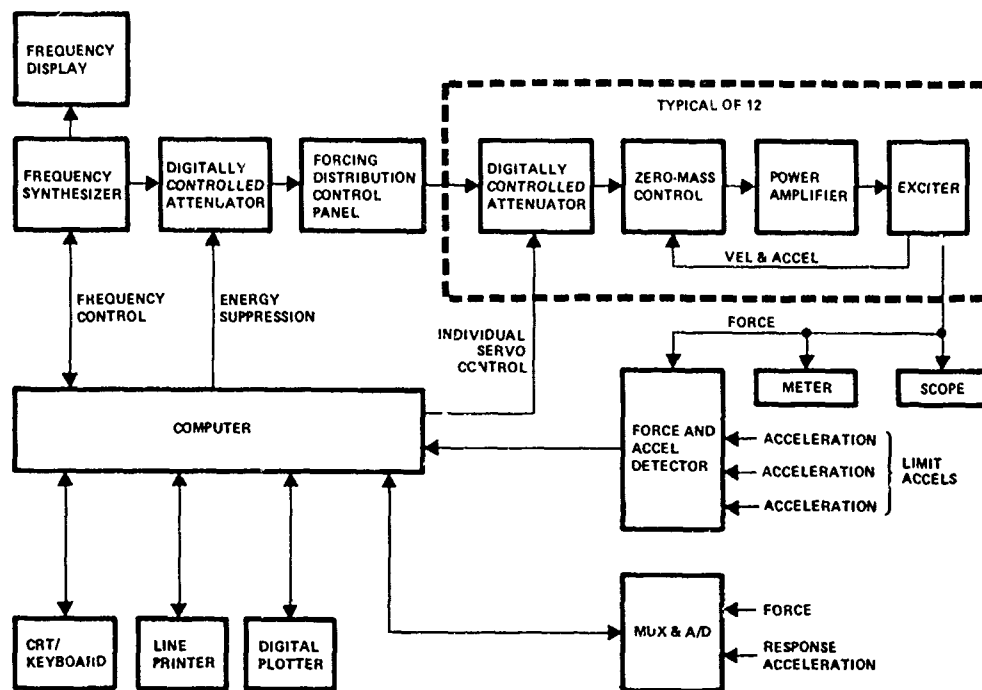 FREQUENCY
DISPLAY
TYPICAL OF 12
FREQUENCY
SYNTHESIZER
DIGITALLY
CONTROLLED
ATTENUATOR
FORCING
DISTRIBUTION
CONTROL
PANEL
DIGITALLY
CONTROLLED
ATTENUATOR
ZERO-MASS
CONTROL
POWER
AMPLIFIER
EXCITER
VEL & ACCEL
FREQUENCY
CONTROL
ENERGY
SUPPRESSION
INDIVIDUAL
SERVO
CONTROL
FORCE
METER
SCOPE
COMPUTER
FORCE AND
ACCEL
DETECTOR
ACCELERATION
ACCELERATION
ACCELERATION
LIMIT
ACCELS
CRT/
KEYBOARD
LINE
PRINTER
DIGITAL
PLOTTER
MUX & A/D
FORCE
RESPONSE
ACCELERATION